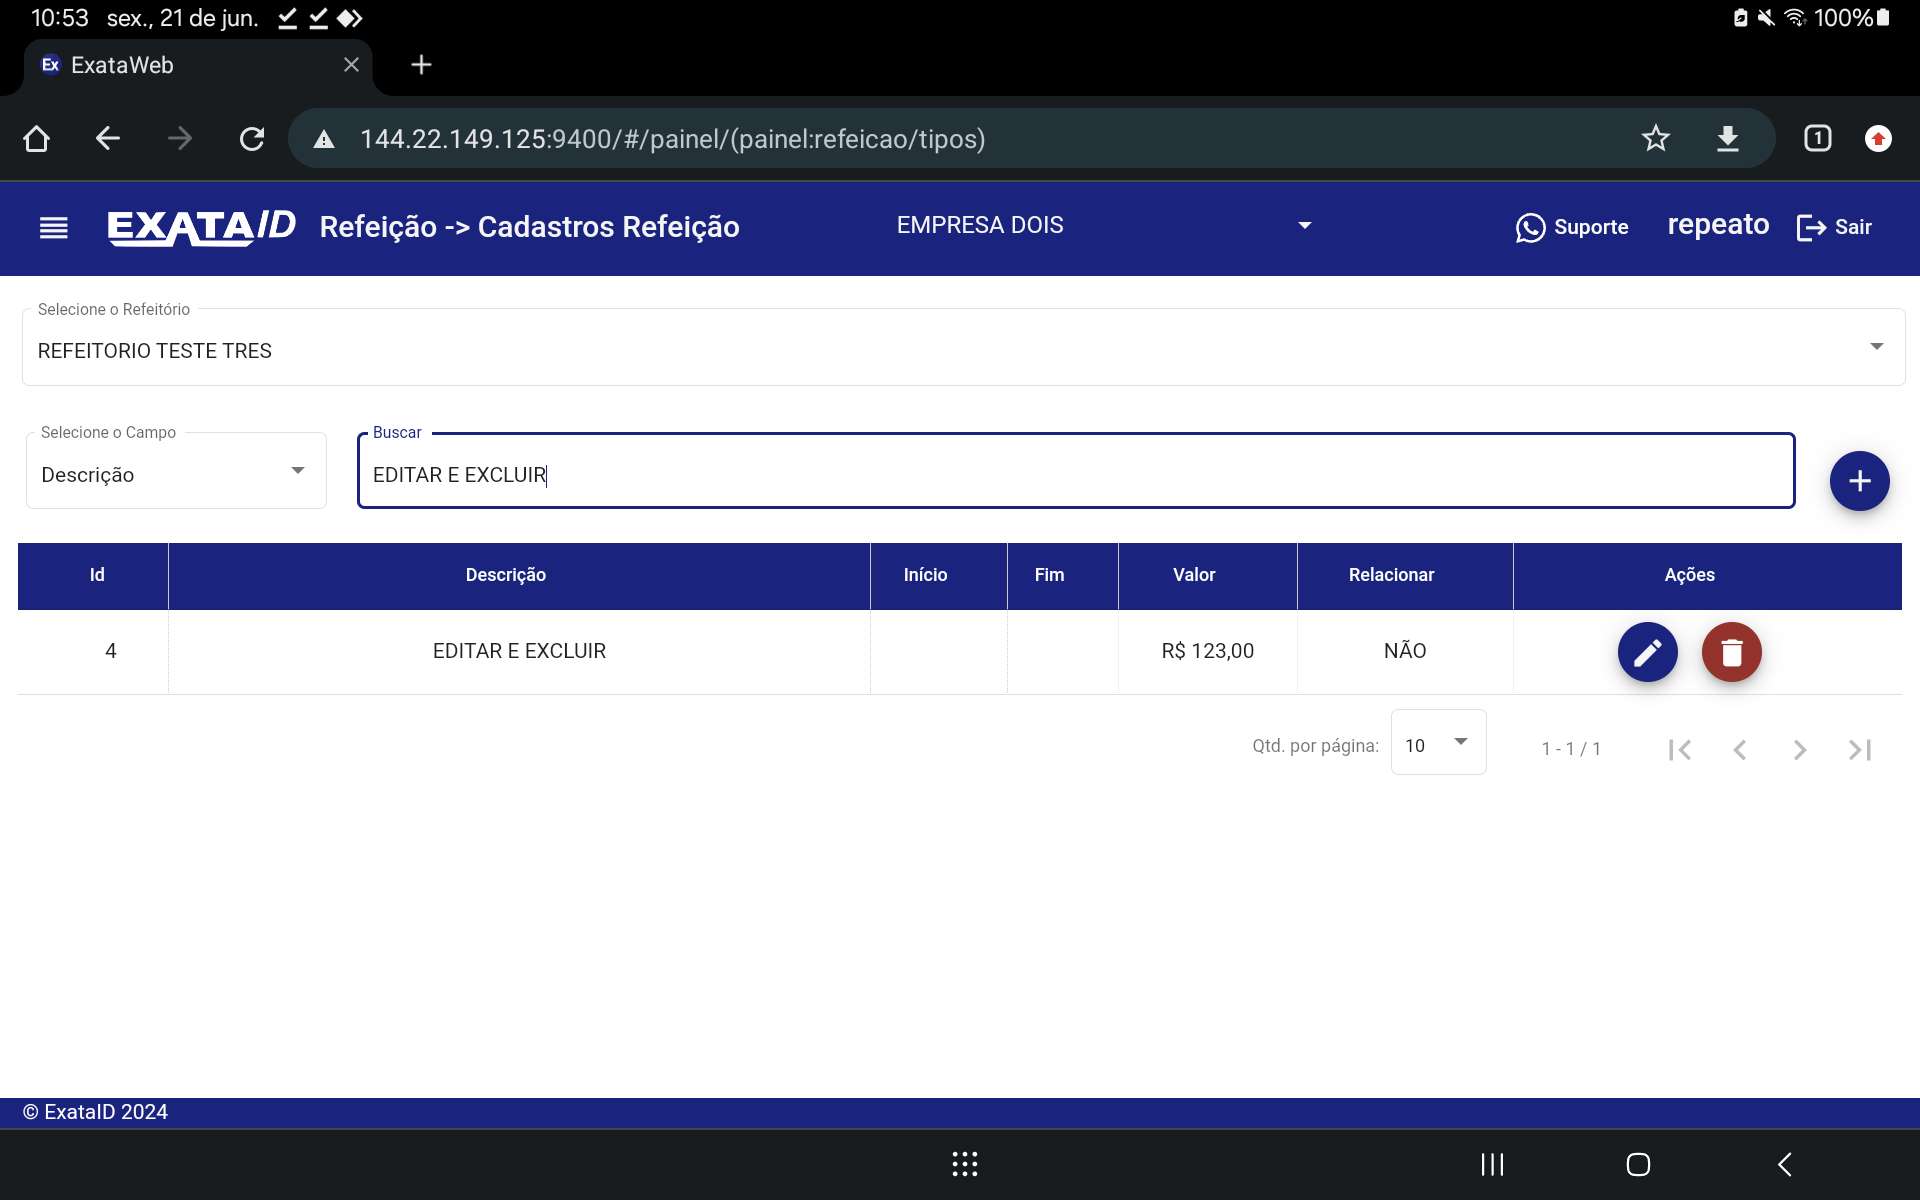 10:53 sex., 21 de jun. 100%
Ex ExataWeb
144.22.149.125:9400/#/painel/(painel:refeicao/tipos) 1
EXATAID Refeição -> Cadastros Refeição EMPRESA DOIS Suporte repeato Sair
Selecione o Refeitório
REFEITORIO TESTE TRES
Selecione o Campo Buscar
Descrição EDITAR E EXCLUIR
Id Descrição Início Fim Valor Relacionar Ações
4 EDITAR E EXCLUIR R$ 123,00 NÃO
Qtd. por página: 10 1 - 1 / 1
© ExataID 2024